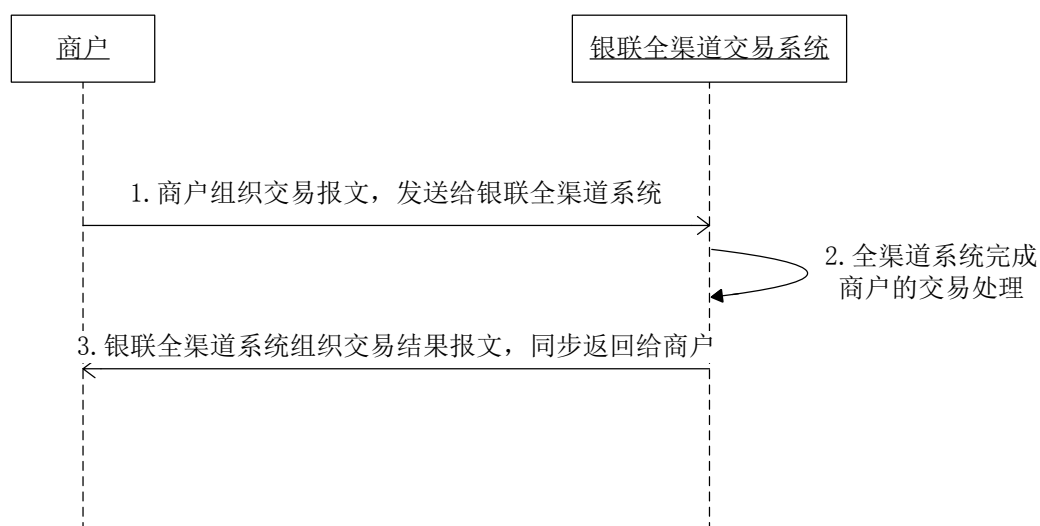 商户
银联全渠道交易系统
1.商户组织交易报文，发送给银联全渠道系统
2.全渠道系统完成
商户的交易处理
3.银联全渠道系统组织交易结果报文，同步返回给商户